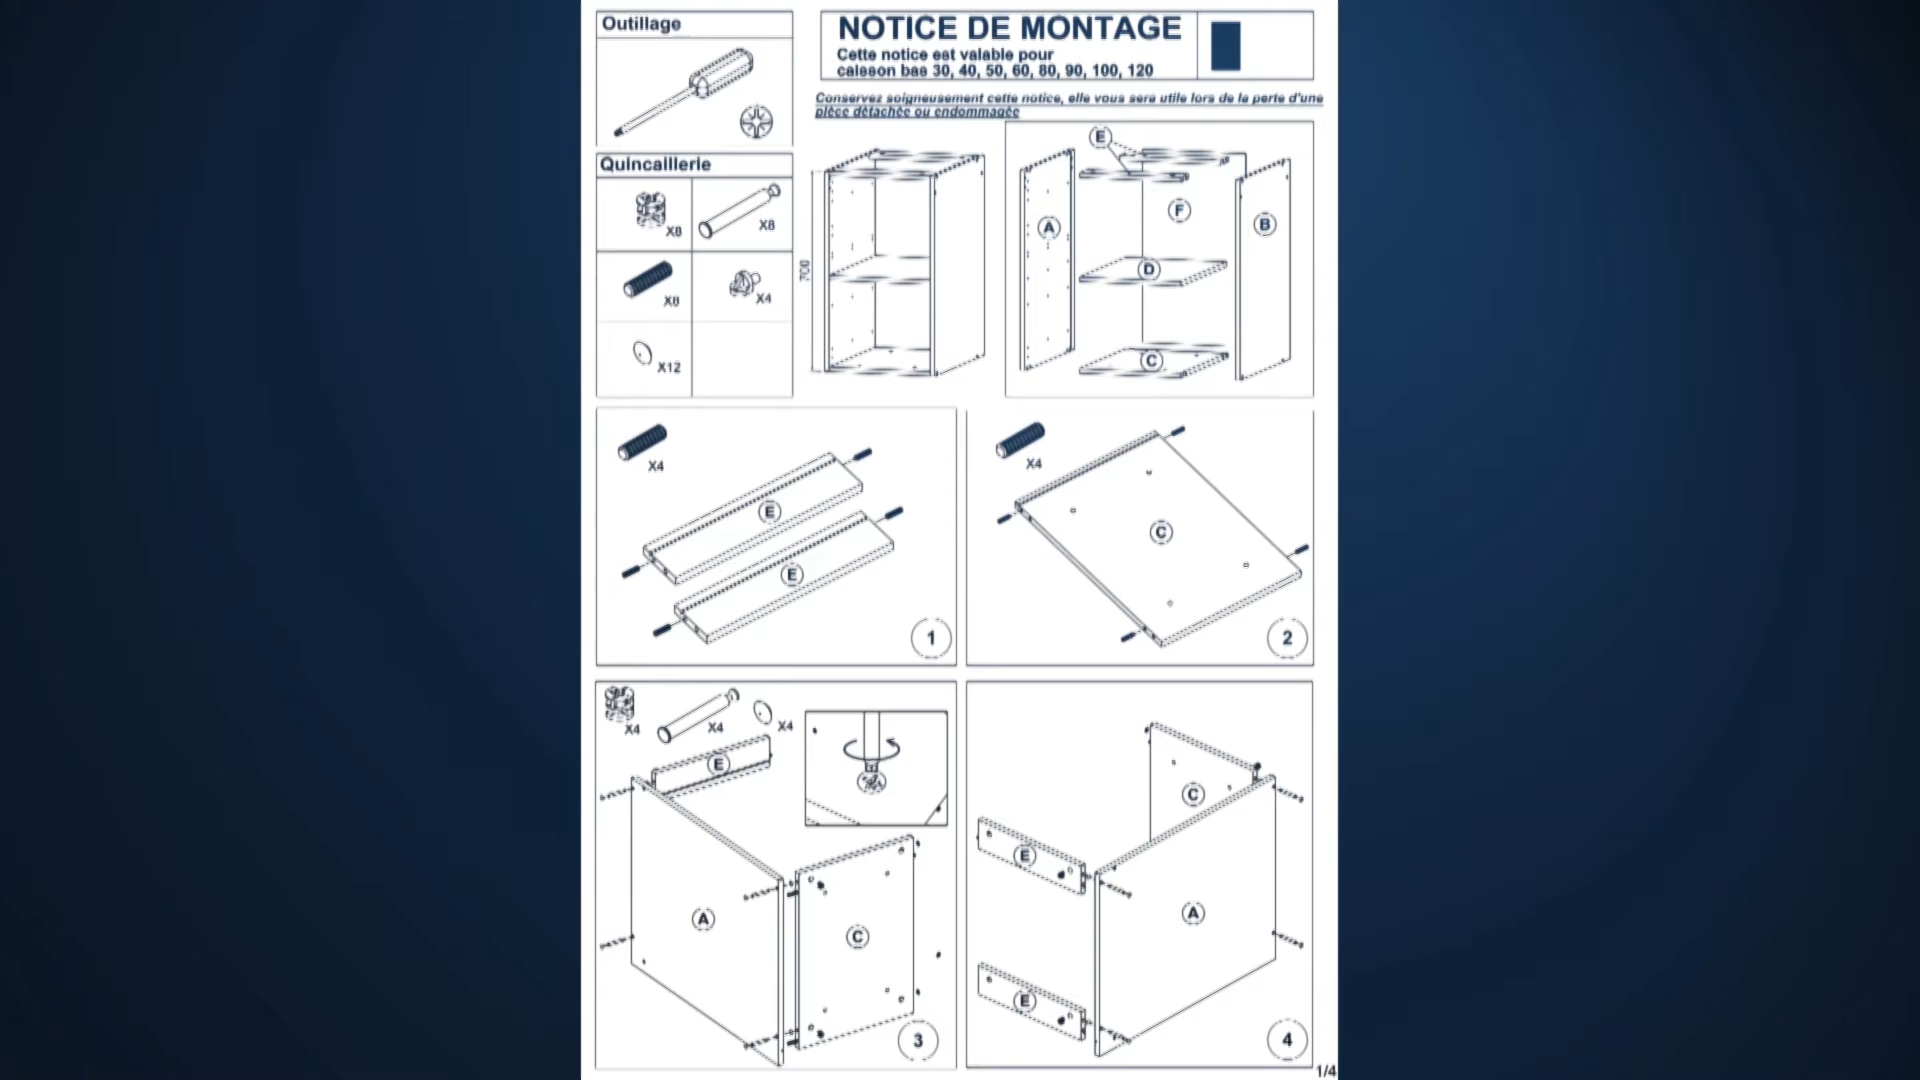 Outillage
NOTICE DE MONTAGE
Cette notice est valable pour
caisson bas 30, 40, 50, 60, 80, 90, 100, 120
Conservez soigneusement cette notice, elle vous sera utile lors de la perte d'une
pièce détachée ou endommagée
Quincaillerie
X8
X8
X8
X4
X12
700
E
A
F
B
D
C
X4
E
E
1
X4
C
2
X4
X4
X4
E
A
C
3
C
E
A
E
4
1/4